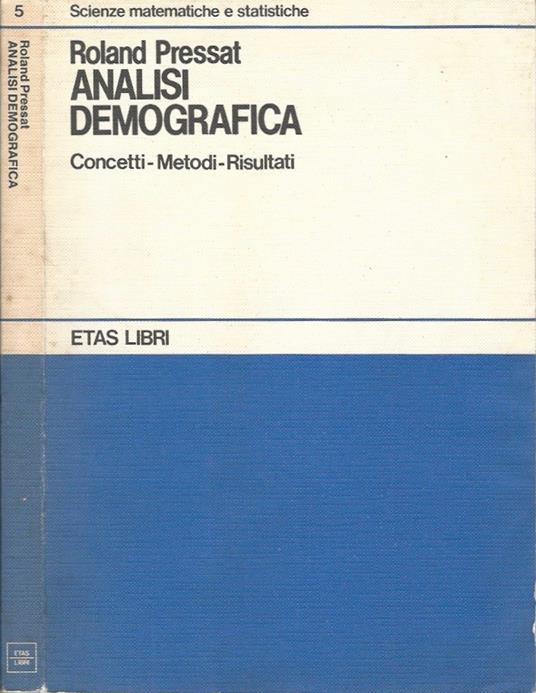 5
Scienze matematiche e statistiche
Roland Pressat
ANALISI DEMOGRAFICA
Roland Pressat
ANALISI
DEMOGRAFICA
Concetti-Metodi-Risultati
ETAS LIBRI
ETAS
LIBRI